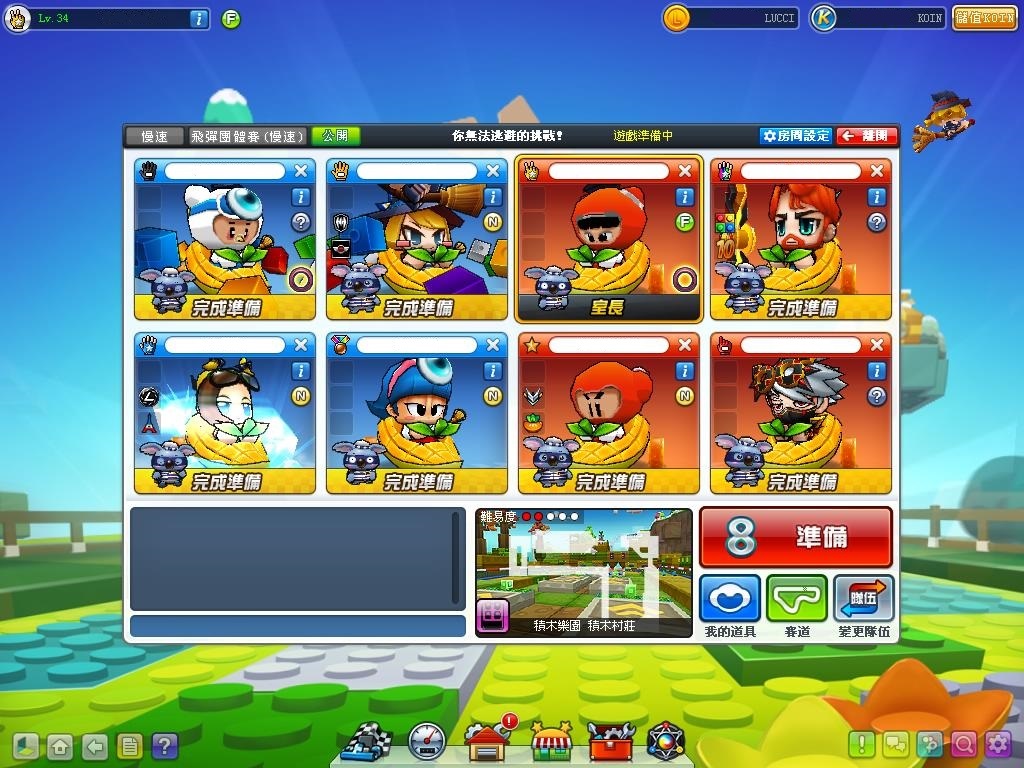 Lv. 34 i F
L LUCCI K KOIN 儲值KOIN
慢速 飛彈團體賽(慢速) 公開 你無法逃避的挑戰! 遊戲準備中 房間設定 離開
i i i i
? N F ?
10
完成準備 完成準備 室長 完成準備
i i i i
N N N ?
完成準備 完成準備 完成準備 完成準備
難易度
積木樂園 積木村莊
8 準備
隊伍
我的道具 賽道 變更隊伍
!
? !